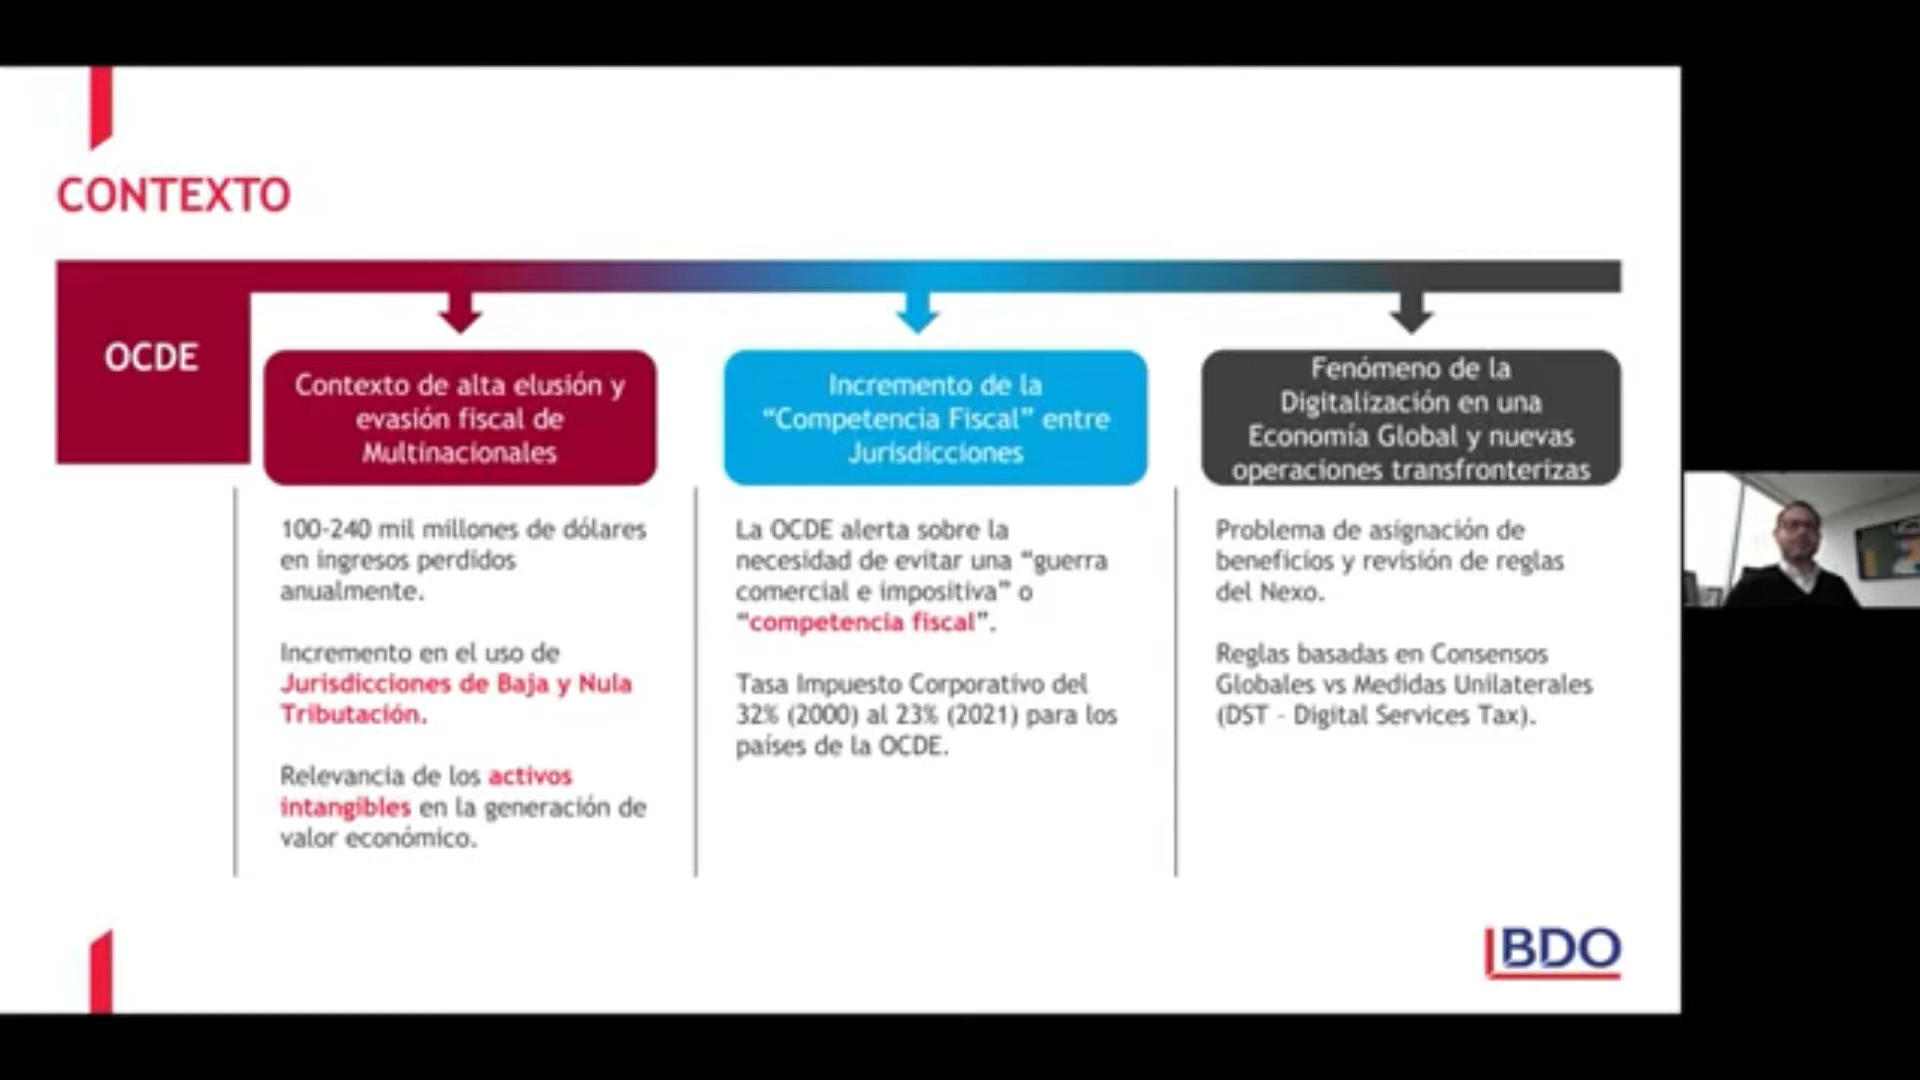 CONTEXTO
OCDE
Contexto de alta elusión y
evasión fiscal de
Multinacionales
100-240 mil millones de dólares
en ingresos perdidos
anualmente.
Incremento en el uso de
Jurisdicciones de Baja y Nula
Tributación.
Relevancia de los activos
intangibles en la generación de
valor económico.
Incremento de la
“Competencia Fiscal” entre
Jurisdicciones
La OCDE alerta sobre la
necesidad de evitar una “guerra
comercial e impositiva” o
“competencia fiscal”.
Tasa Impuesto Corporativo del
32% (2000) al 23% (2021) para los
países de la OCDE.
Fenómeno de la
Digitalización en una
Economía Global y nuevas
operaciones transfronterizas
Problema de asignación de
beneficios y revisión de reglas
del Nexo.
Reglas basadas en Consensos
Globales vs Medidas Unilaterales
(DST - Digital Services Tax).
BDO